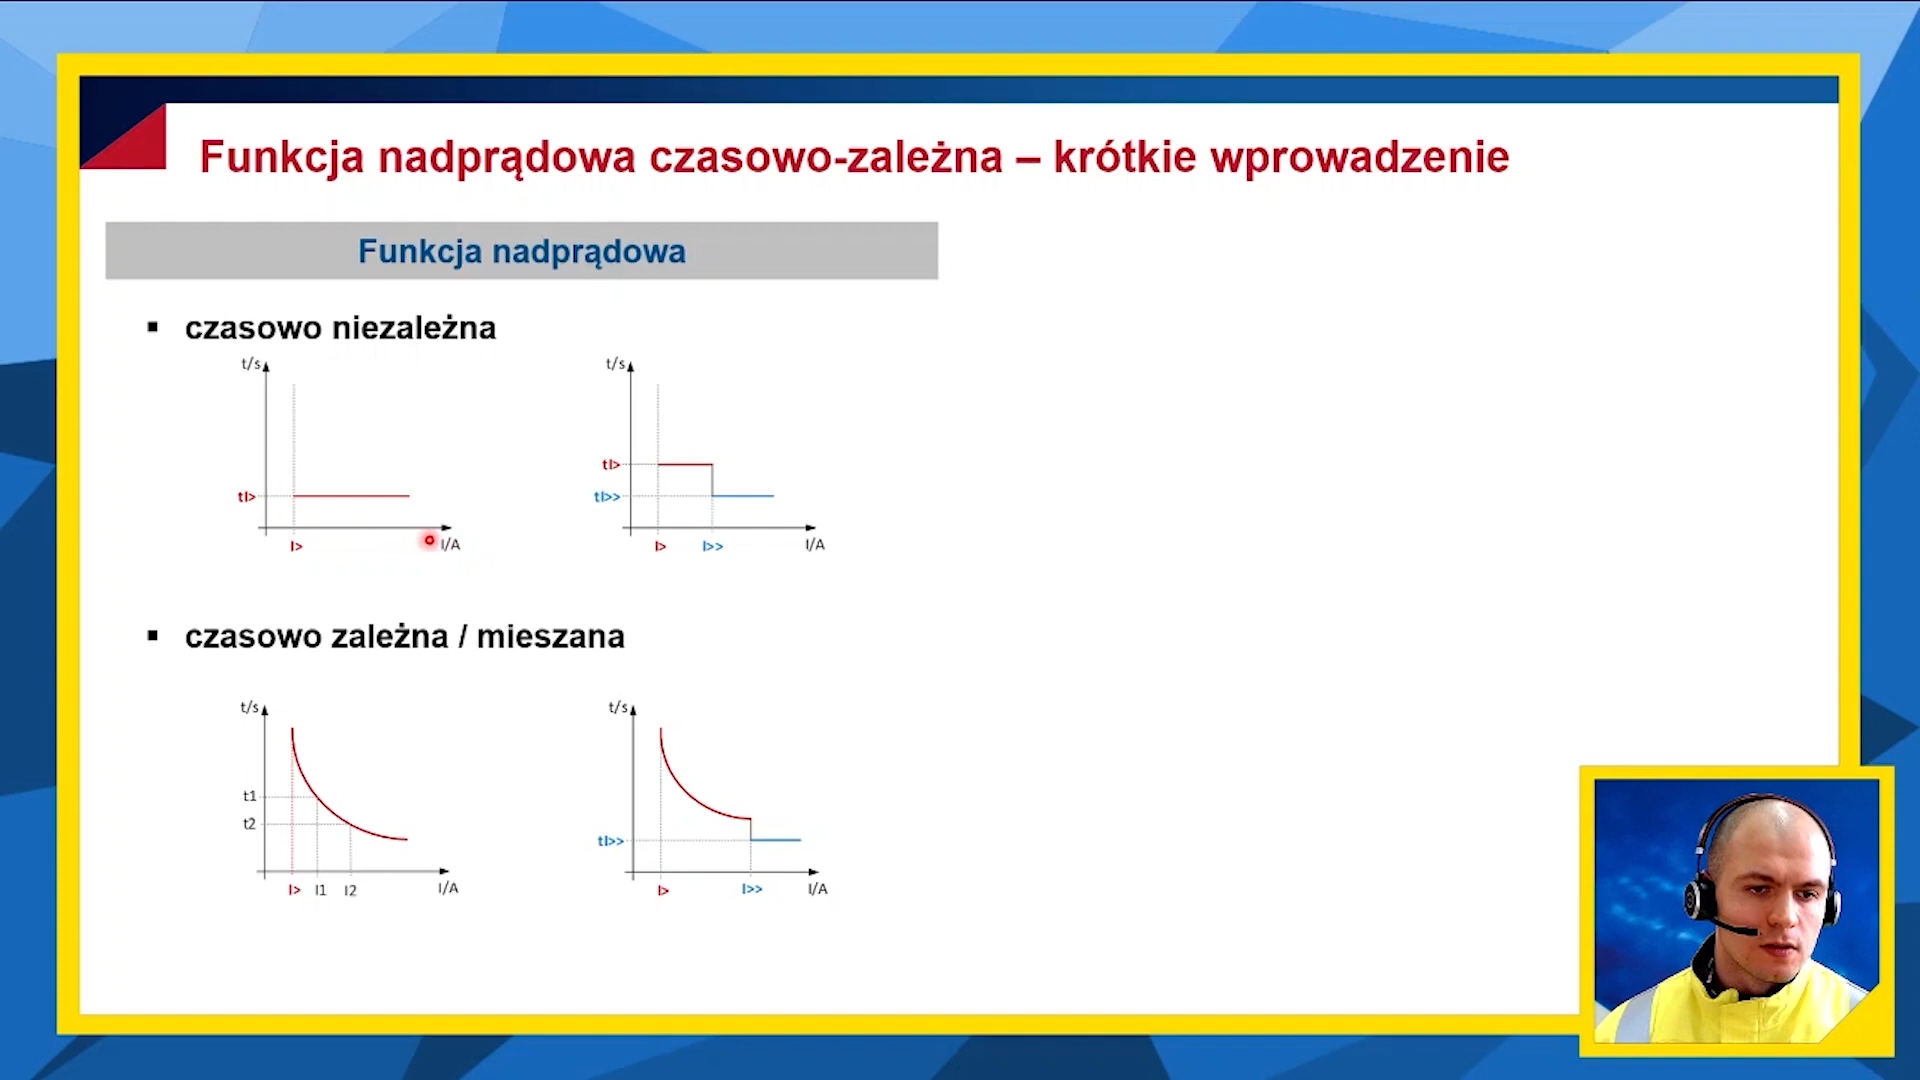 Funkcja nadprądowa czasowo-zależna – krótkie wprowadzenie
Funkcja nadprądowa
▪ czasowo niezależna
t/s
tI>
I>
I/A
t/s
tI>
tI>>
I>
I>>
I/A
▪ czasowo zależna / mieszana
t/s
t1
t2
I>
I1
I2
I/A
t/s
tI>>
I>
I>>
I/A